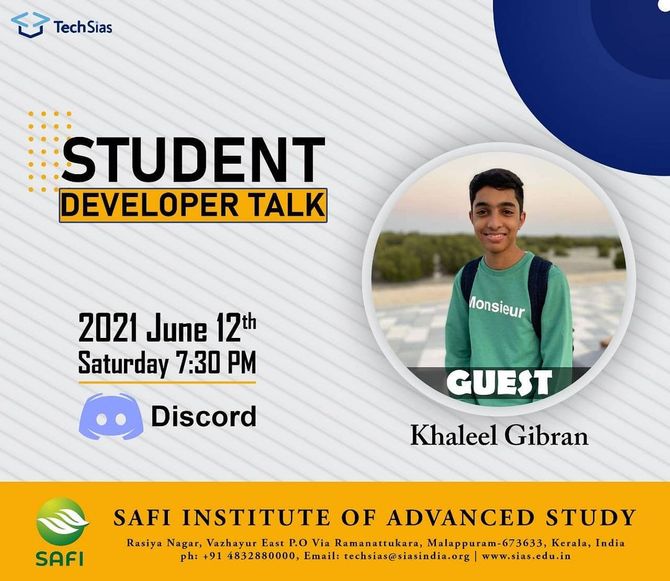 TechSias
STUDENT
DEVELOPER TALK
2021 June 12th
Saturday 7:30 PM
Discord
Monsieur
GUEST
Khaleel Gibran
SAFI
SAFI INSTITUTE OF ADVANCED STUDY
Rasiya Nagar, Vazhayur East P.O Via Ramanattukara, Malappuram-673633, Kerala, India
ph: +91 4832880000, Email: techsias@siasindia.org | www.sias.edu.in